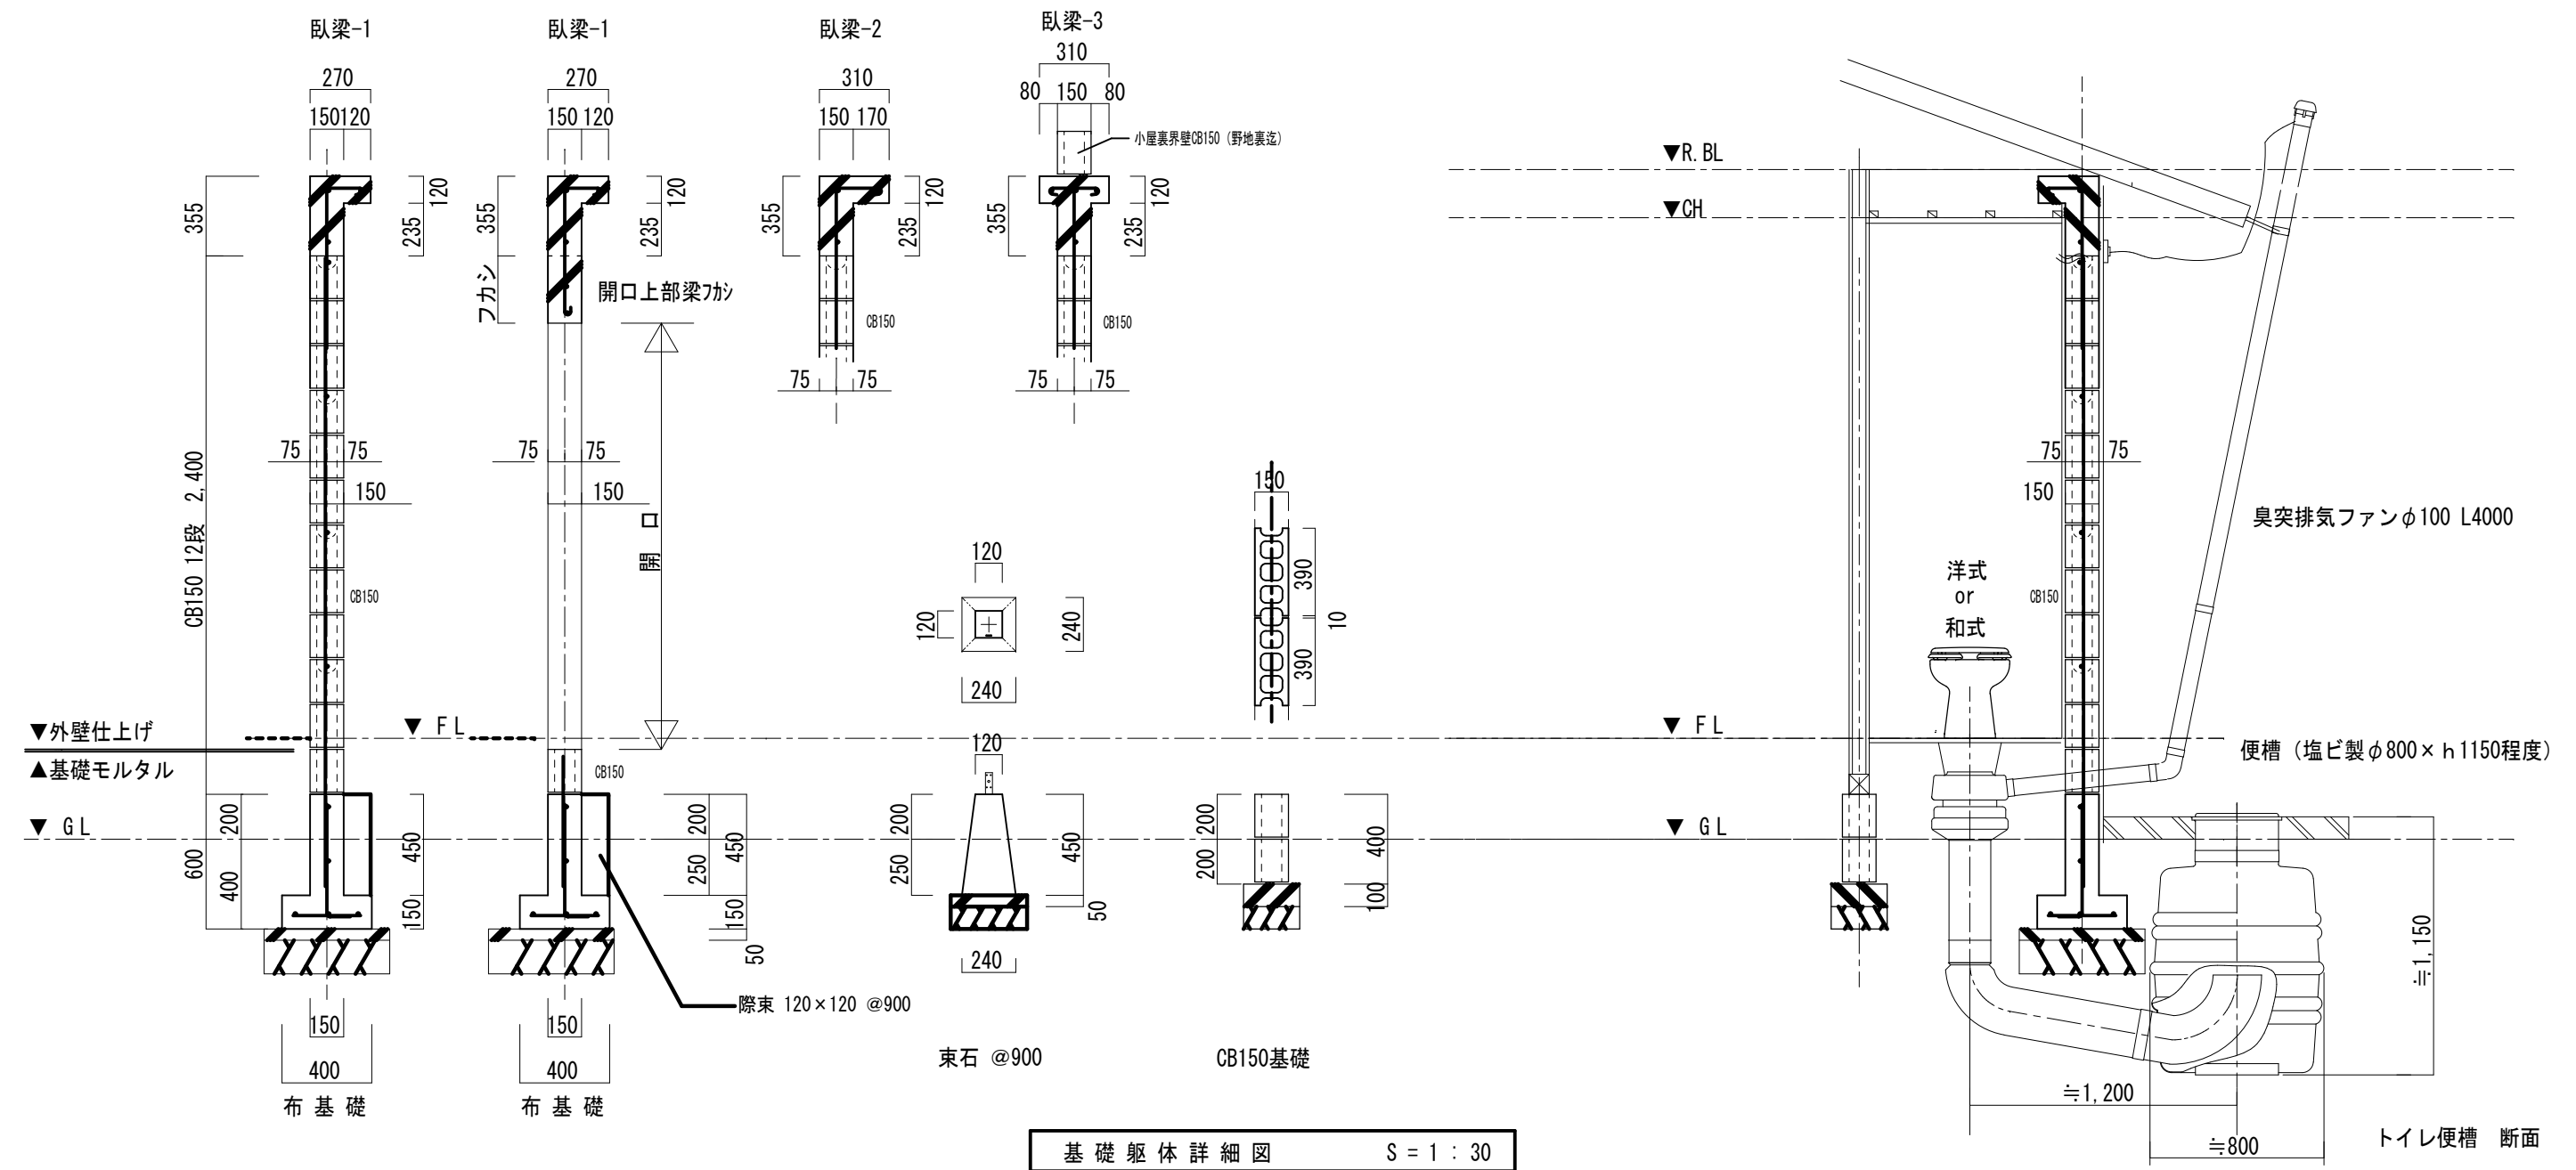 臥梁-1
270
150 120
355
120
235
CB150 12段 2,400
75 75
150
CB150
▼外壁仕上げ
▲基礎モルタル
▼ FL
▼ GL
600
200
400
450
150
150
400
布 基 礎
臥梁-1
270
150 120
355
120
235
フカシ
開口上部梁フカシ
75 75
150
開 口
CB150
200
250
450
150
50
際束 120×120 @900
150
400
布 基 礎
臥梁-2
310
150 170
355
120
235
CB150
75 75
臥梁-3
310
80 150 80
小屋裏界壁CB150（野地裏迄）
355
120
235
CB150
75 75
120
120
240
240
120
200
250
450
50
240
束石 @900
150
390
10
390
200
200
400
100
CB150基礎
▼R.BL
▼CH
75 75
150
CB150
臭突排気ファンφ100 L4000
洋式
or
和式
▼ FL
便槽（塩ビ製φ800×ｈ1150程度）
▼ GL
≒1,150
≒1,200
≒800
トイレ便槽 断面
基 礎 躯 体 詳 細 図 S = 1 : 30